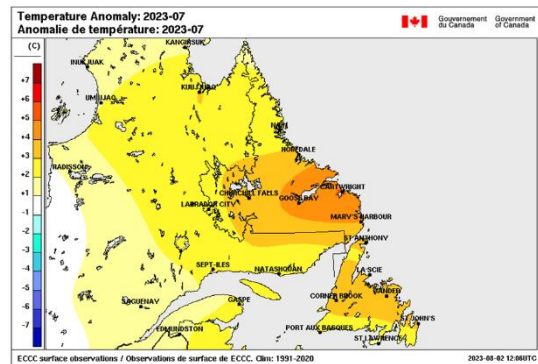 Temperature Anomaly: 2023-07
Anomalie de température: 2023-07
Gouvernement du Canada
Government of Canada
(C)
+7
+6
+5
+4
+3
+2
+1
-1
-2
-3
-4
-5
-6
-7
KANGIRSUK
INUKJUAK
KUUJJUAQ
UMIUJAQ
NAIN
HOPEDALE
RADISSON
CHURCHILL FALLS
CARTWRIGHT
GOOSE BAY
LABRADOR CITY
MARY'S HARBOUR
ST ANTHONY
SEPT-ILES
NATASHQUAN
LA SCIE
GANDER
CORNER BROOK
SAGUENAY
GASPE
ST JOHN'S
PORT AUX BASQUES
EDMUNDSTON
ST LAWRENCE
ECCC surface observations / Observations de surface de ECCC. Clim: 1991-2020
2023-08-02 12:06UTC